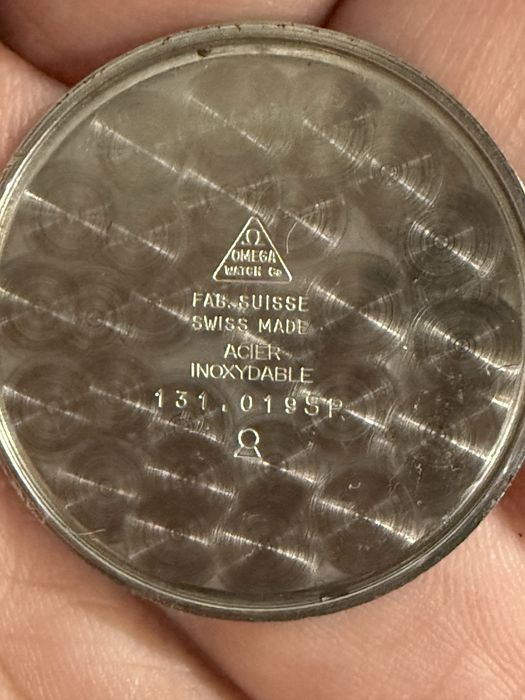 Ω
OMEGA
WATCH Co
FAB. SUISSE
SWISS MADE
ACIER
INOXYDABLE
131.019SP